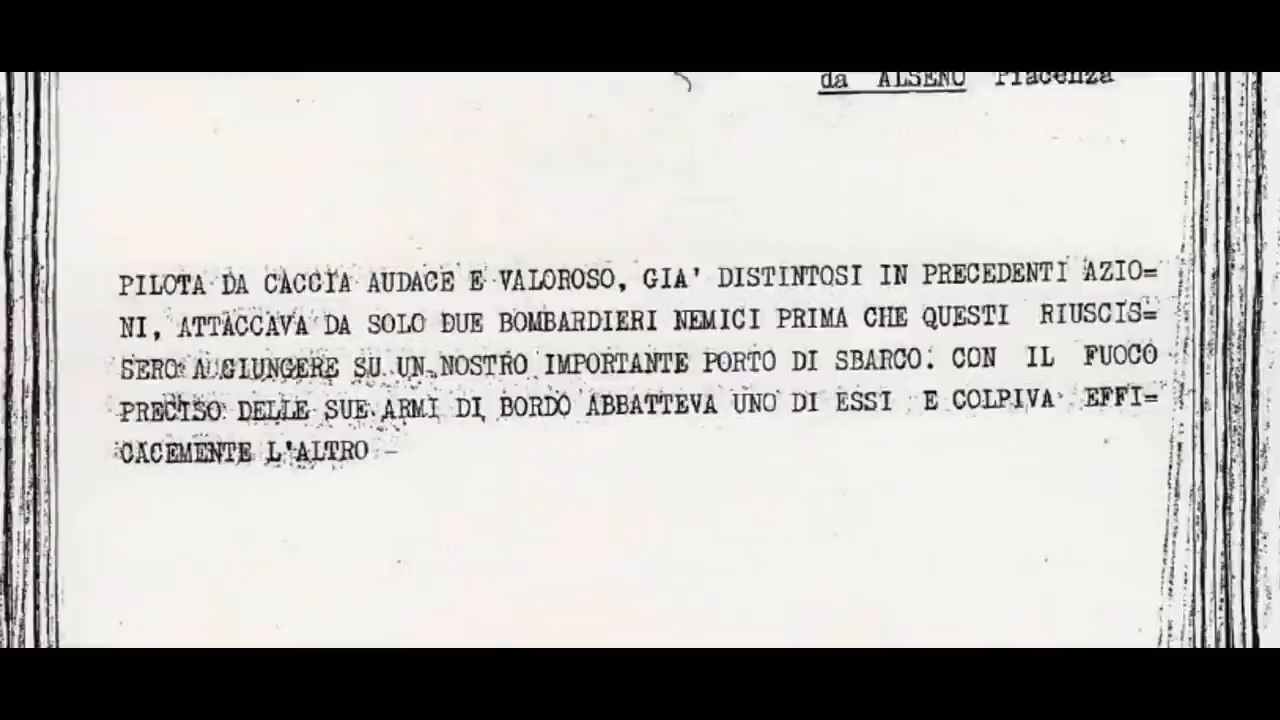 da ALSENO Piacenza
PILOTA DA CACCIA AUDACE E VALOROSO, GIA' DISTINTOSI IN PRECEDENTI AZIO=
NI, ATTACCAVA DA SOLO DUE BOMBARDIERI NEMICI PRIMA CHE QUESTI RIUSCIS=
SERO A GIUNGERE SU UN NOSTRO IMPORTANTE PORTO DI SBARCO. CON IL FUOCO
PRECISO DELLE SUE ARMI DI BORDO ABBATTEVA UNO DI ESSI E COLPIVA EFFI=
CACEMENTE L'ALTRO -